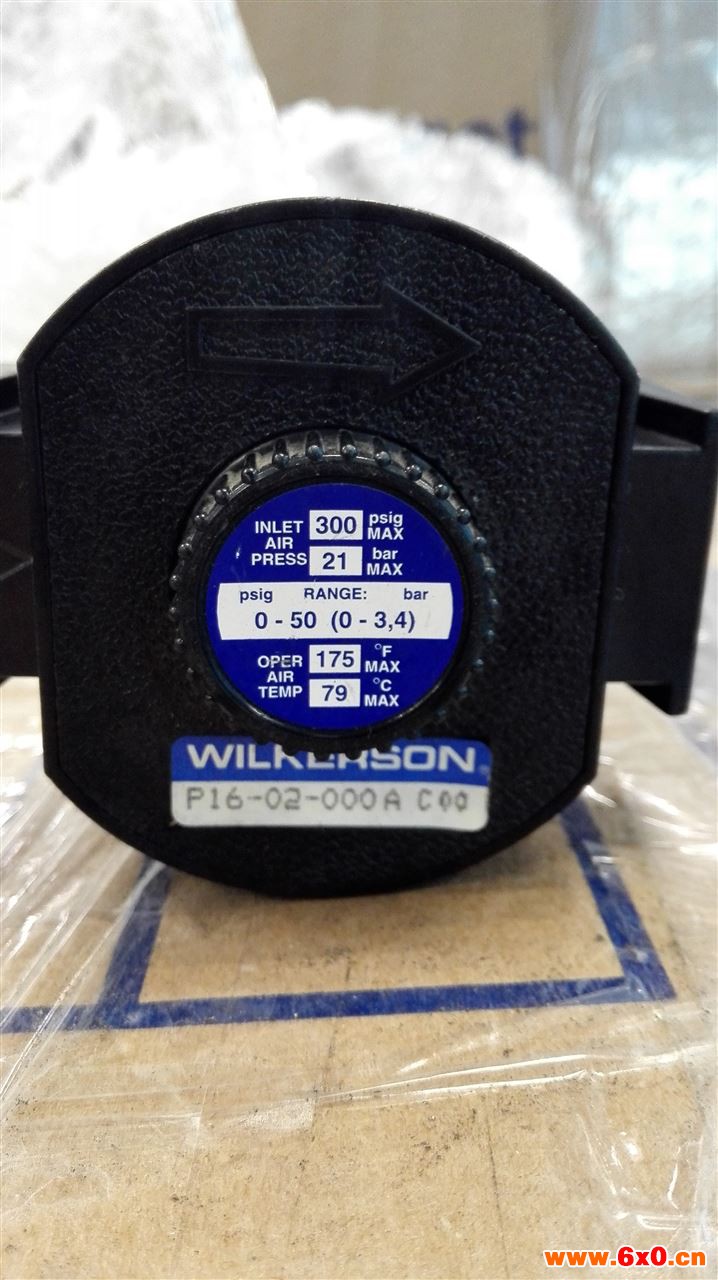 INLET AIR PRESS 300 psig MAX
21 bar MAX
psig RANGE: bar
0 - 50 (0 - 3,4)
OPER AIR TEMP 175 °F MAX
79 °C MAX
WILKERSON
P16-02-000A C00
www.6x0.cn